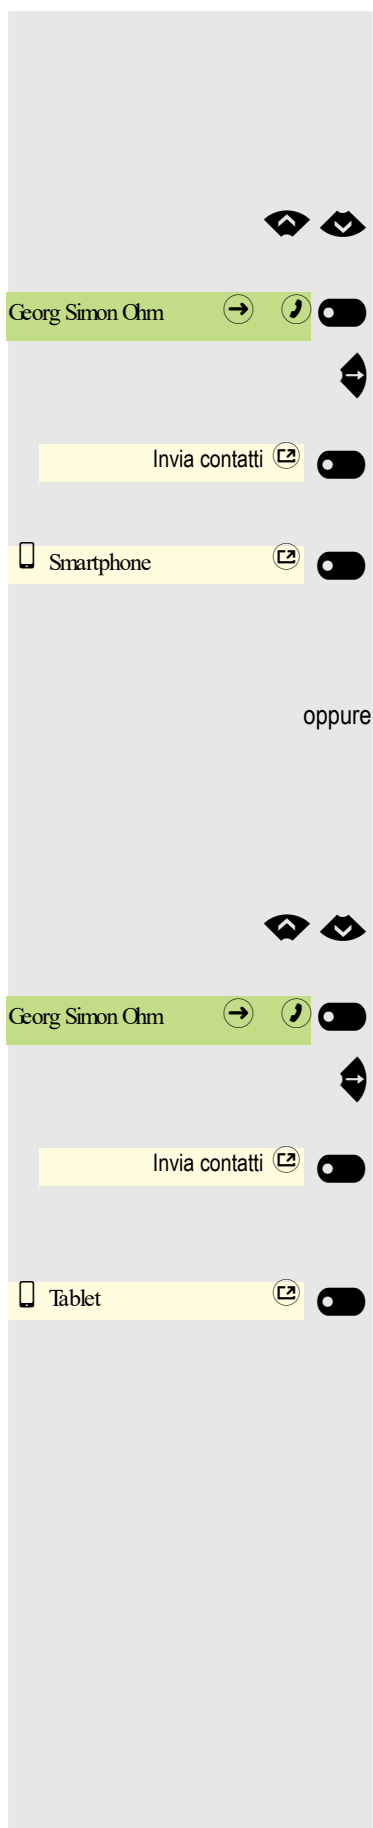 Georg Simon Ohm
Invia contatti
Smartphone
oppure
Georg Simon Ohm
Invia contatti
Tablet